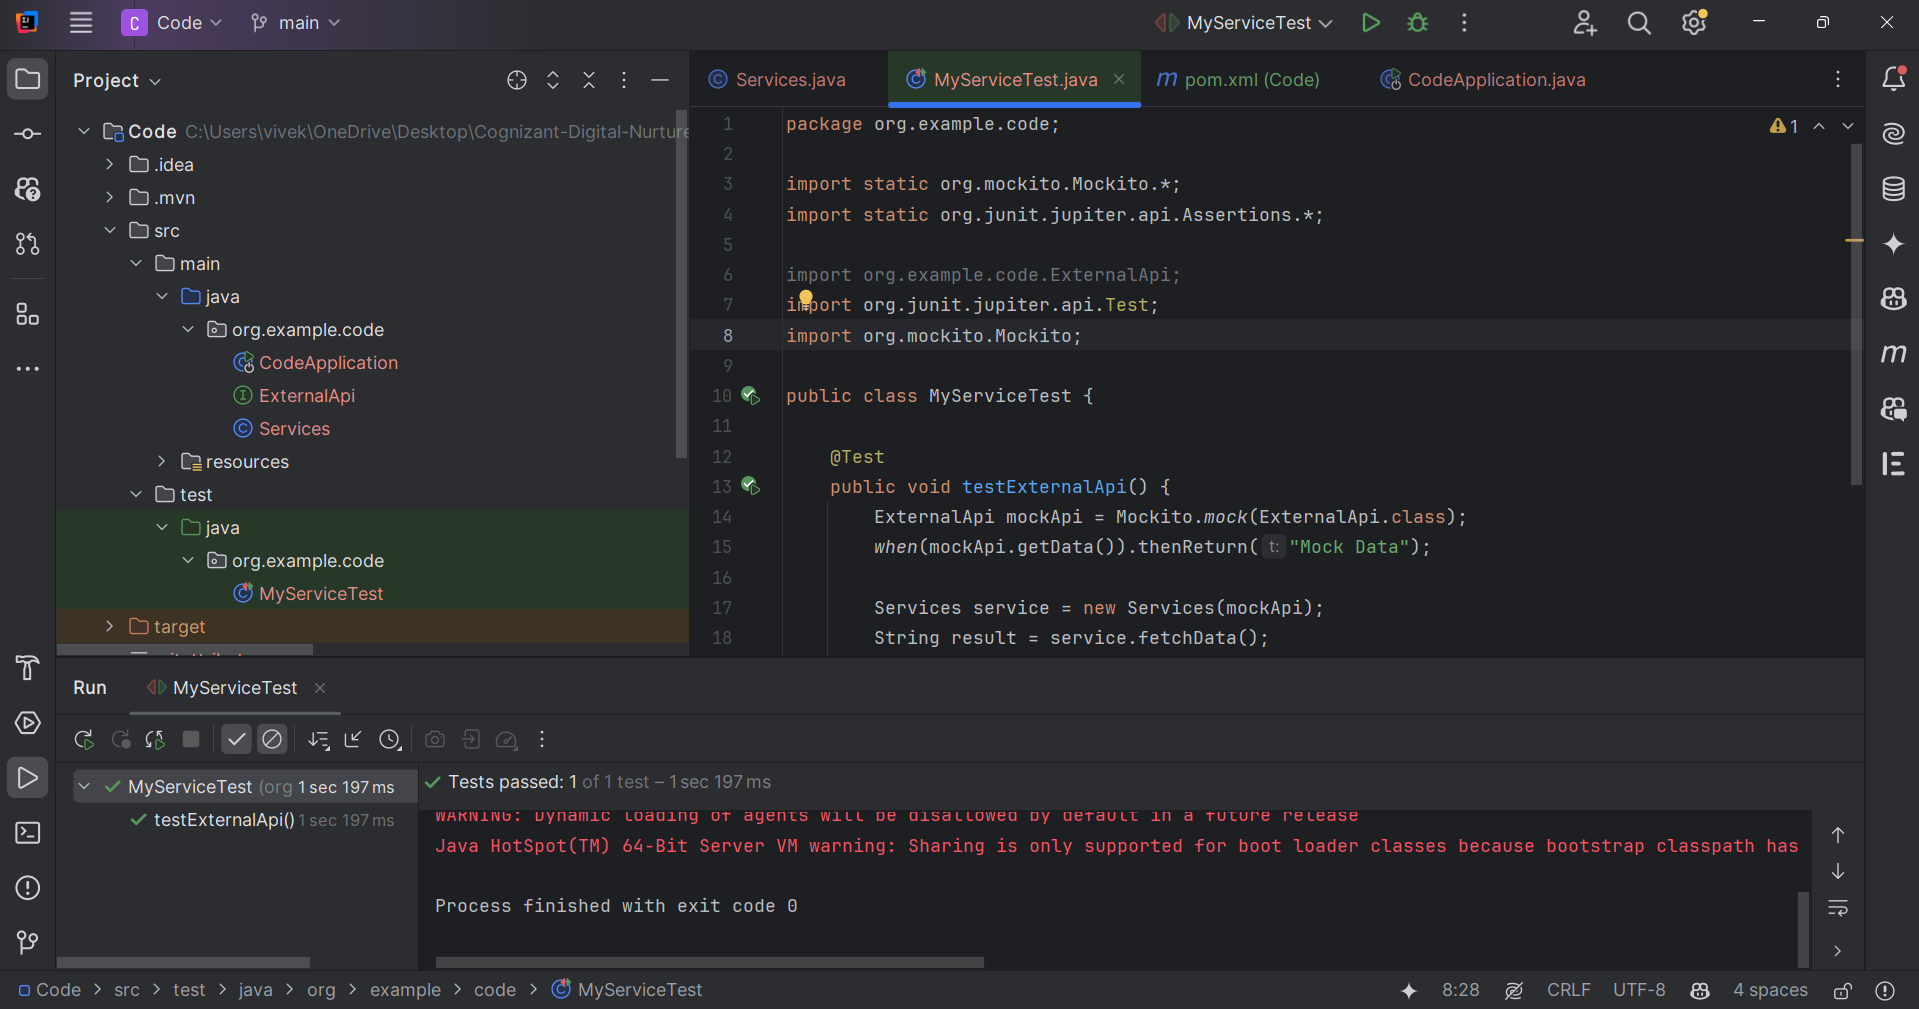 C Code main MyServiceTest
Project
Services.java MyServiceTest.java pom.xml (Code) CodeApplication.java
Code C:\Users\vivek\OneDrive\Desktop\Cognizant-Digital-Nurture
.idea
.mvn
src
main
java
org.example.code
CodeApplication
ExternalApi
Services
resources
test
java
org.example.code
MyServiceTest
target
1 package org.example.code;
2
3 import static org.mockito.Mockito.*;
4 import static org.junit.jupiter.api.Assertions.*;
5
6 import org.example.code.ExternalApi;
7 import org.junit.jupiter.api.Test;
8 import org.mockito.Mockito;
9
10 public class MyServiceTest {
11
12 @Test
13 public void testExternalApi() {
14 ExternalApi mockApi = Mockito.mock(ExternalApi.class);
15 when(mockApi.getData()).thenReturn( t: "Mock Data");
16
17 Services service = new Services(mockApi);
18 String result = service.fetchData();
1
Run MyServiceTest
MyServiceTest (org 1 sec 197 ms
testExternalApi() 1 sec 197 ms
Tests passed: 1 of 1 test – 1 sec 197 ms
WARNING: Dynamic loading of agents will be disallowed by default in a future release
Java HotSpot(TM) 64-Bit Server VM warning: Sharing is only supported for boot loader classes because bootstrap classpath has
Process finished with exit code 0
Code > src > test > java > org > example > code > MyServiceTest
8:28 CRLF UTF-8 4 spaces